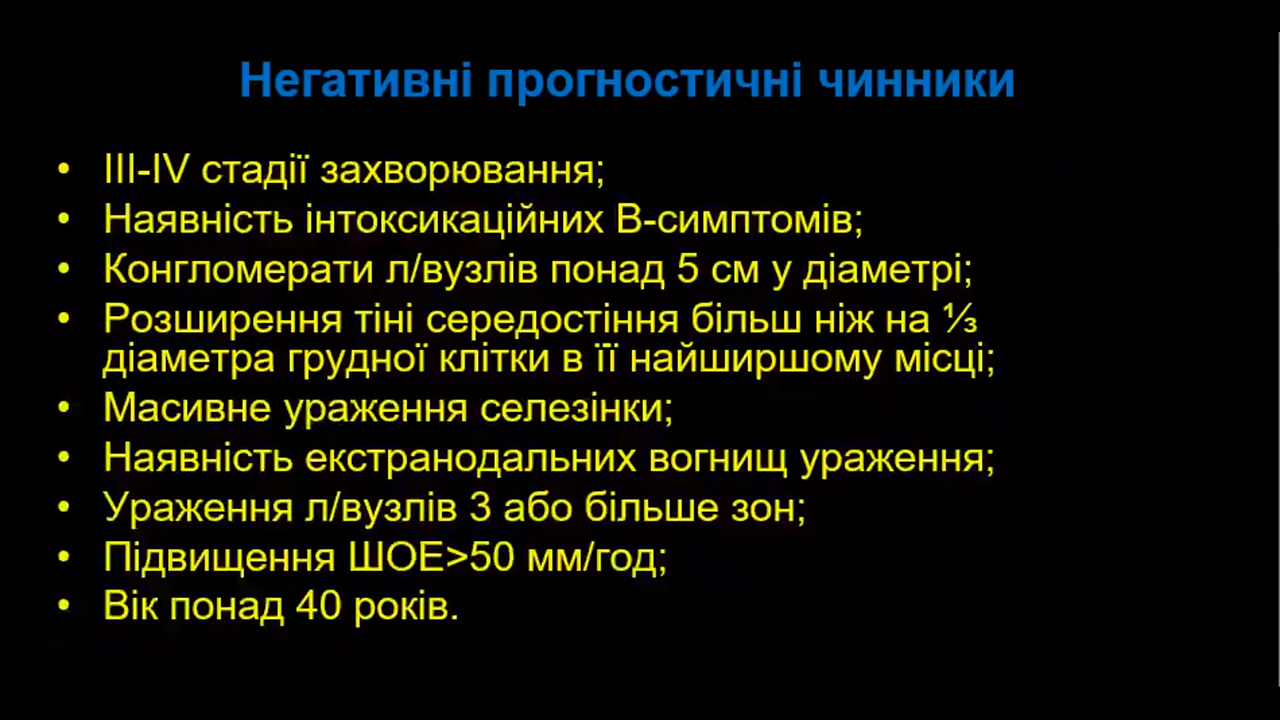 Негативні прогностичні чинники
• III-IV стадії захворювання;
• Наявність інтоксикаційних В-симптомів;
• Конгломерати л/вузлів понад 5 см у діаметрі;
• Розширення тіні середостіння більш ніж на ⅓
діаметра грудної клітки в її найширшому місці;
• Масивне ураження селезінки;
• Наявність екстранодальних вогнищ ураження;
• Ураження л/вузлів 3 або більше зон;
• Підвищення ШОЕ>50 мм/год;
• Вік понад 40 років.